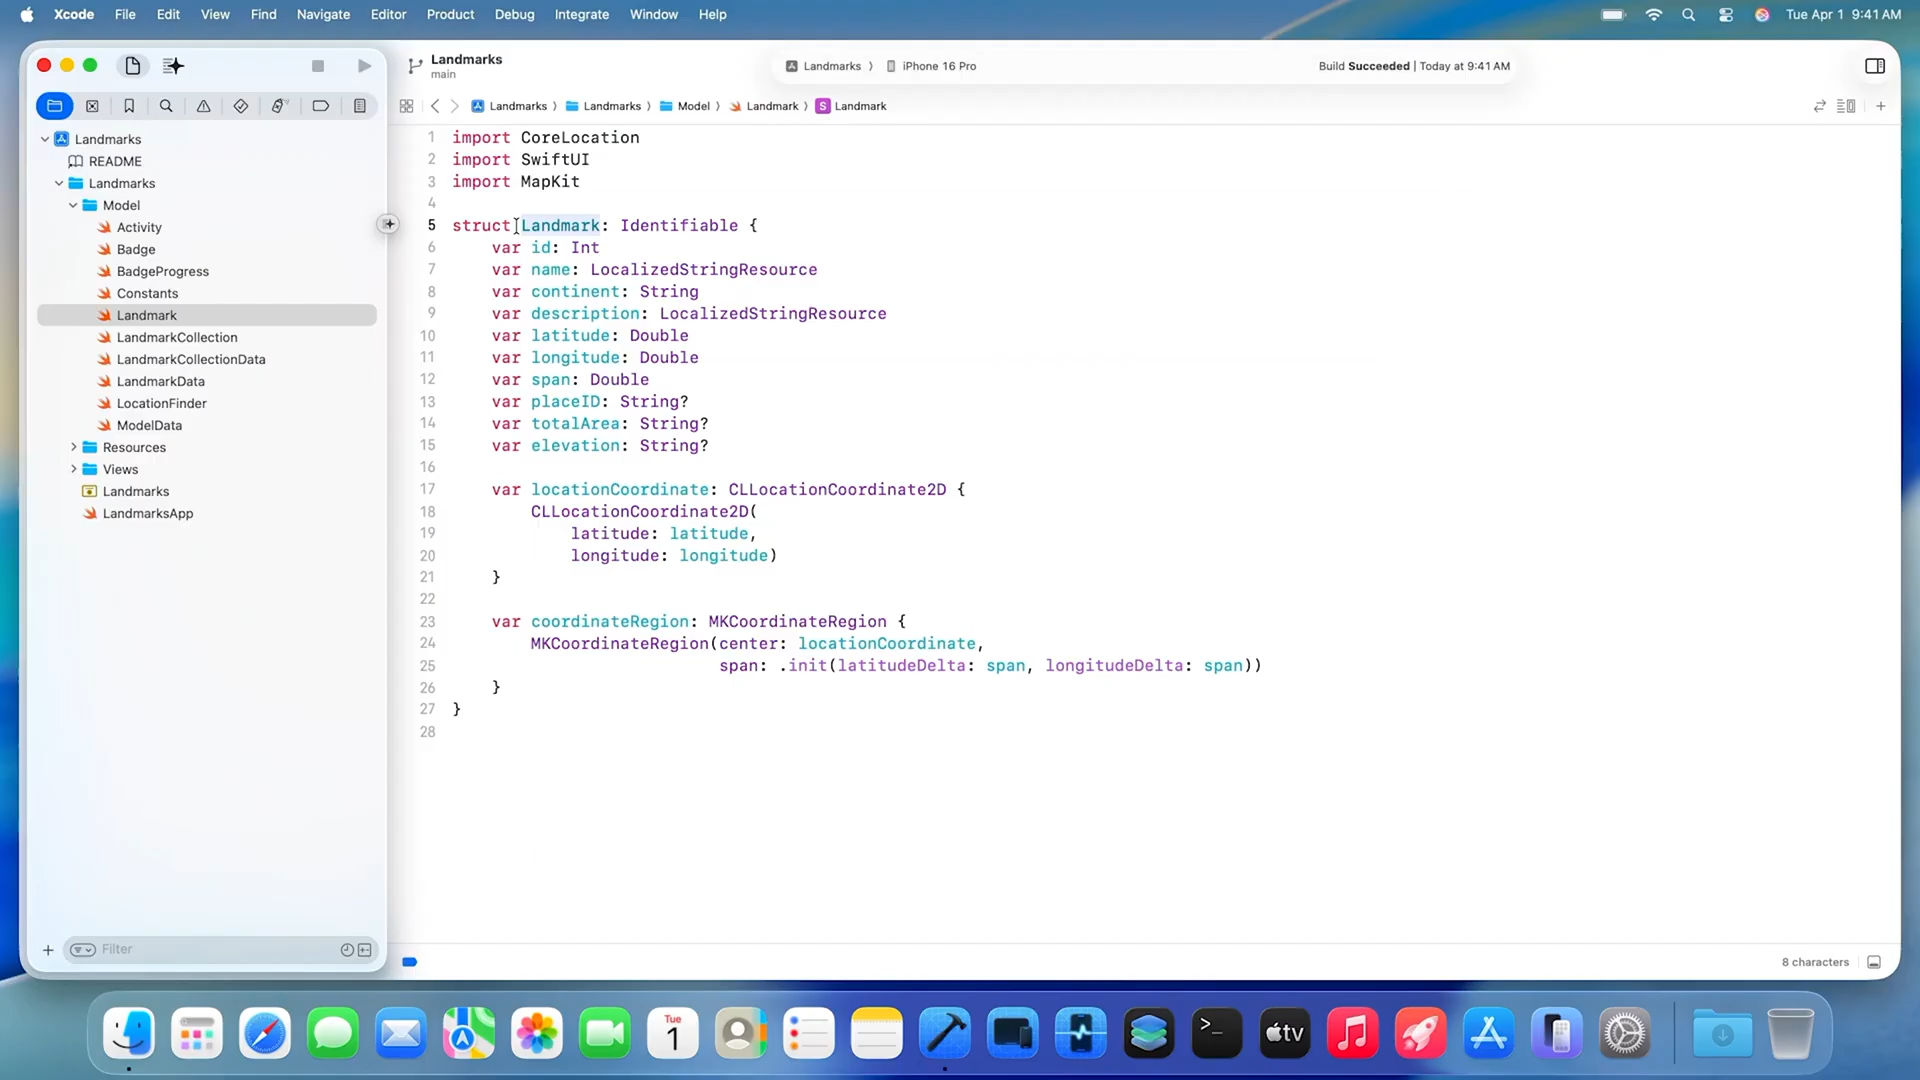 Xcode File Edit View Find Navigate Editor Product Debug Integrate Window Help
Tue Apr 1 9:41 AM
Landmarks
main
Landmarks
iPhone 16 Pro
Build Succeeded | Today at 9:41 AM
Landmarks Landmarks Model Landmark S Landmark
Landmarks
README
Landmarks
Model
Activity
Badge
BadgeProgress
Constants
Landmark
LandmarkCollection
LandmarkCollectionData
LandmarkData
LocationFinder
ModelData
Resources
Views
Landmarks
LandmarksApp
Filter
1 import CoreLocation
2 import SwiftUI
3 import MapKit
4
5 struct Landmark: Identifiable {
6 var id: Int
7 var name: LocalizedStringResource
8 var continent: String
9 var description: LocalizedStringResource
10 var latitude: Double
11 var longitude: Double
12 var span: Double
13 var placeID: String?
14 var totalArea: String?
15 var elevation: String?
16
17 var locationCoordinate: CLLocationCoordinate2D {
18 CLLocationCoordinate2D(
19 latitude: latitude,
20 longitude: longitude)
21 }
22
23 var coordinateRegion: MKCoordinateRegion {
24 MKCoordinateRegion(center: locationCoordinate,
25 span: .init(latitudeDelta: span, longitudeDelta: span))
26 }
27 }
28
8 characters
Tue
1
>_
tv